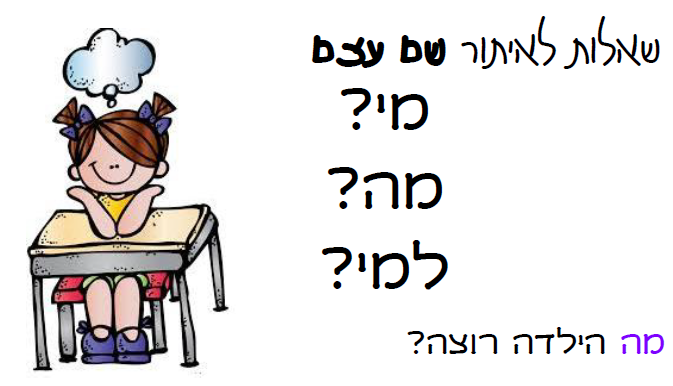 שאלות לאיתור שם עצם
מי?
מה?
למי?
מה הילדה רוצה?